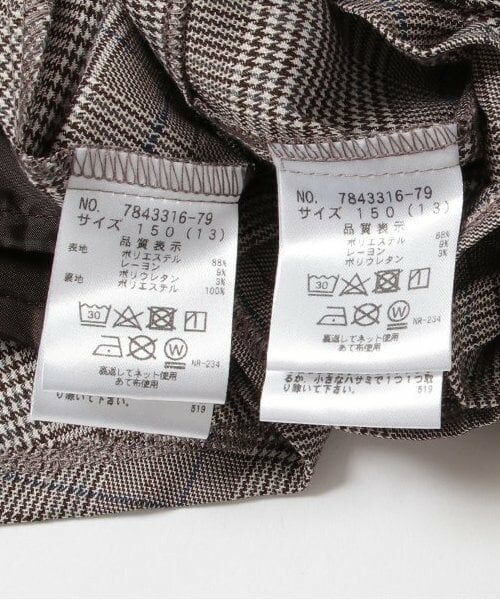 NO. 7843316-79
サイズ 150(13)
品質表示
表地 ポリエステル 88%
レーヨン 9%
ポリウレタン 3%
裏地 ポリエステル 100%
30
W
NR-234
裏返してネット使用
あて布使用
り除いて下さい。
519
NO. 7843316-79
サイズ 150(13)
品質表示
ポリエステル 88%
レーヨン 9%
ポリウレタン 3%
30
W
NR-234
裏返してネット使用
あて布使用
るか、小さなハサミで1つ1つ取
り除いて下さい。
519